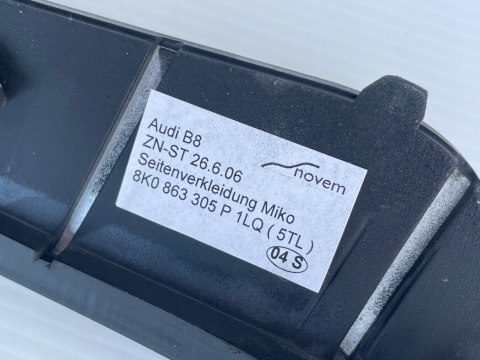 Audi B8
ZN-ST 26.6.06
novem
Seitenverkleidung Miko
8K0 863 305 P 1LQ ( 5TL )
04 S